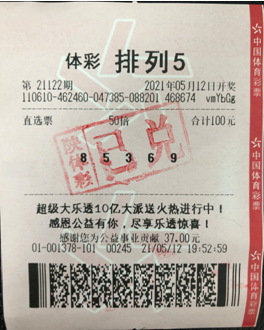 体彩 排列5
第 21122期 2021年05月12日开奖
110610-462460-047385-088201 468674 vmYbGg
直选票 50倍 合计100元
已兑
8 5 3 6 9
超级大乐透10亿大派送火热进行中!
感恩公益有你,尽享乐透惊喜!
感谢您为公益事业贡献 37.00元
01-001378-101 00245 21/05/12 19:52:59
中国体育彩票
中国体育彩票